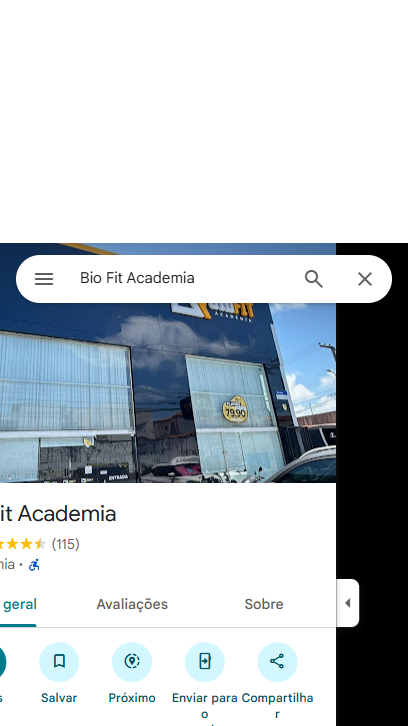 Bio Fit Academia
FIT
ACADEMIA
79,90
ENTRADA
it Academia
(115)
nia •
geral
Avaliações
Sobre
s
Salvar
Próximo
Enviar para o
Compartilhar